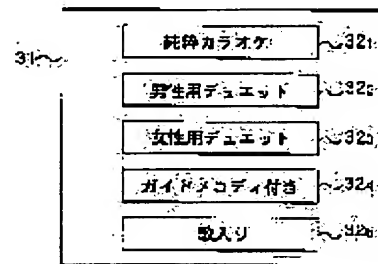 純粋カラオケ 32₁
31
男性用デュエット 32₂
女性用デュエット 32₃
ガイドメロディ付き 32₄
歌入り 32₅